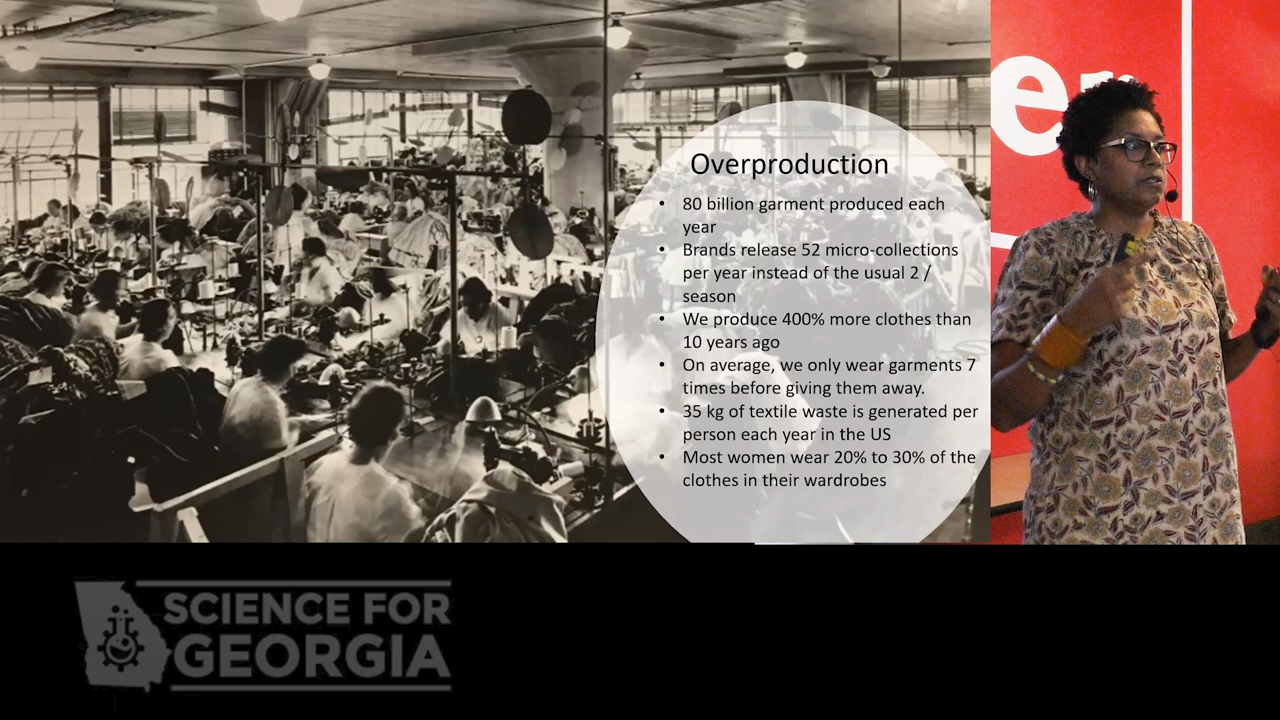 Overproduction
• 80 billion garment produced each
year
• Brands release 52 micro-collections
per year instead of the usual 2 /
season
• We produce 400% more clothes than
10 years ago
• On average, we only wear garments 7
times before giving them away.
• 35 kg of textile waste is generated per
person each year in the US
• Most women wear 20% to 30% of the
clothes in their wardrobes
er
SCIENCE FOR
GEORGIA